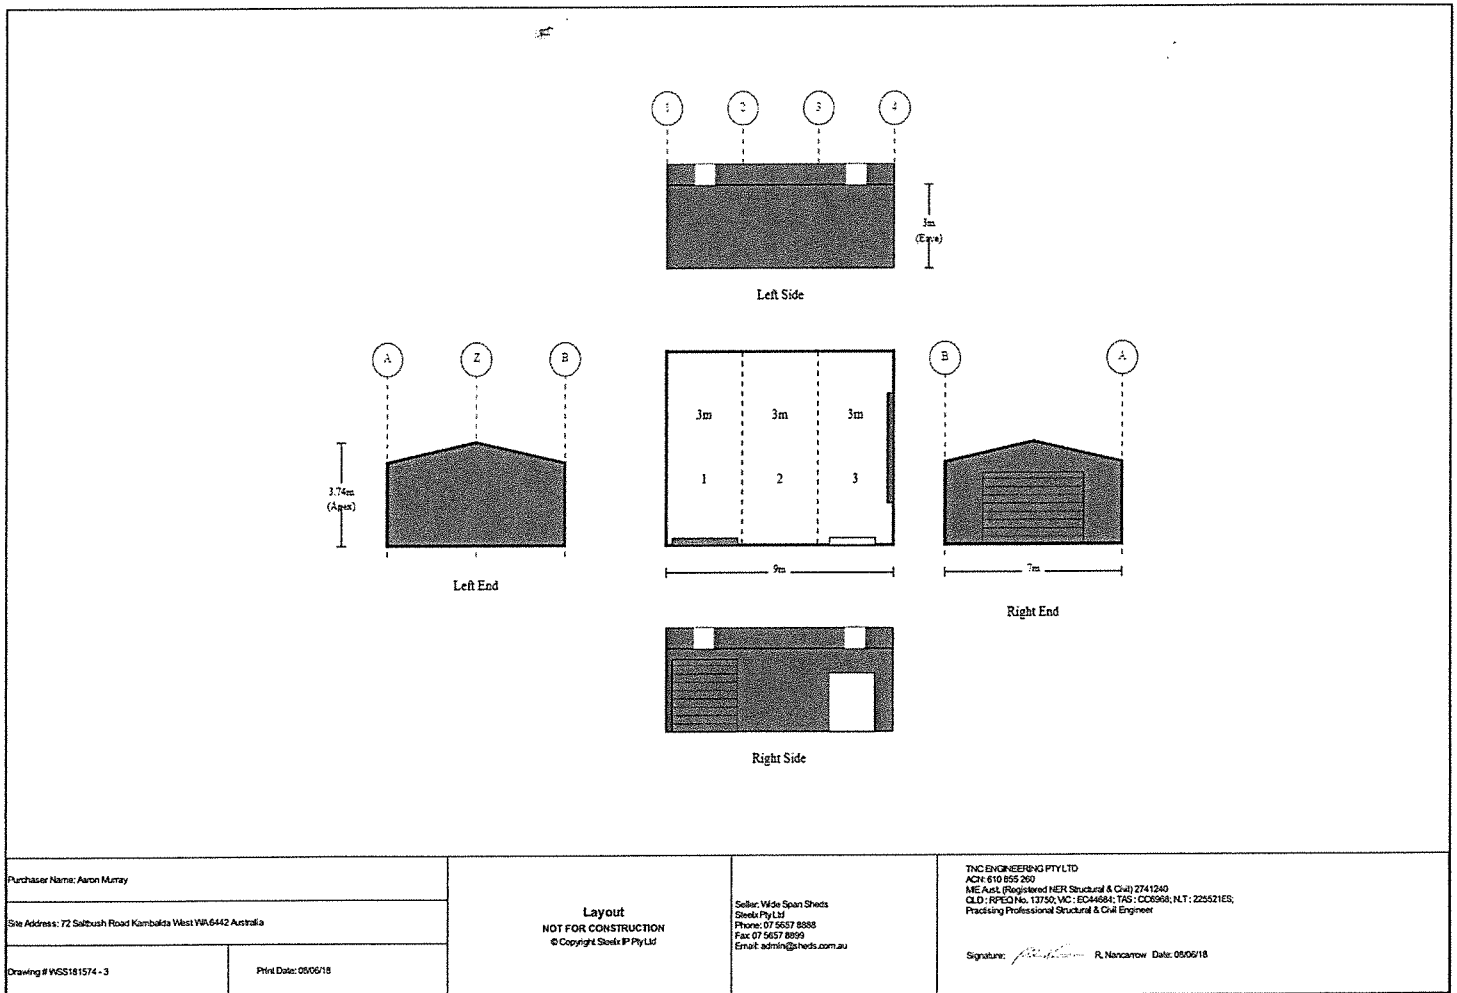 1
2
3
4
3m
(Eave)
Left Side
A
Z
B
B
A
3m
3m
3m
1
2
3
3.74m
(Apex)
Left End
9m
7m
Right End
Right Side
Purchaser Name: Aaron Murray
Site Address: 72 Saltbush Road Kambalda West WA 6442 Australia
Drawing # WSS181574 - 3
Print Date: 08/06/18
Layout
NOT FOR CONSTRUCTION
© Copyright Steelx IP Pty Ltd
Seller: Wide Span Sheds
Steelx Pty Ltd
Phone: 07 5657 8888
Fax: 07 5657 8899
Email: admin@sheds.com.au
TNC ENGINEERING PTY LTD
ACN: 610 855 260
MIE Aust. (Registered NER Structural & Civil) 2741240
QLD : RPEQ No. 13750; VIC : EC44684; TAS : CC6968; N.T : 225521ES;
Practising Professional Structural & Civil Engineer
Signature:
R. Nancarrow Date: 08/06/18